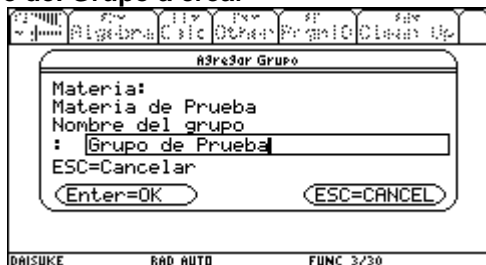 del Grupo a crear
Algebra Calc Other PrgmIO Clean Up
Agregar Grupo
Materia:
Materia de Prueba
Nombre del grupo
: Grupo de Prueba
ESC=Cancelar
Enter=OK ESC=CANCEL
DAISUKE RAD AUTO FUNC 3/30